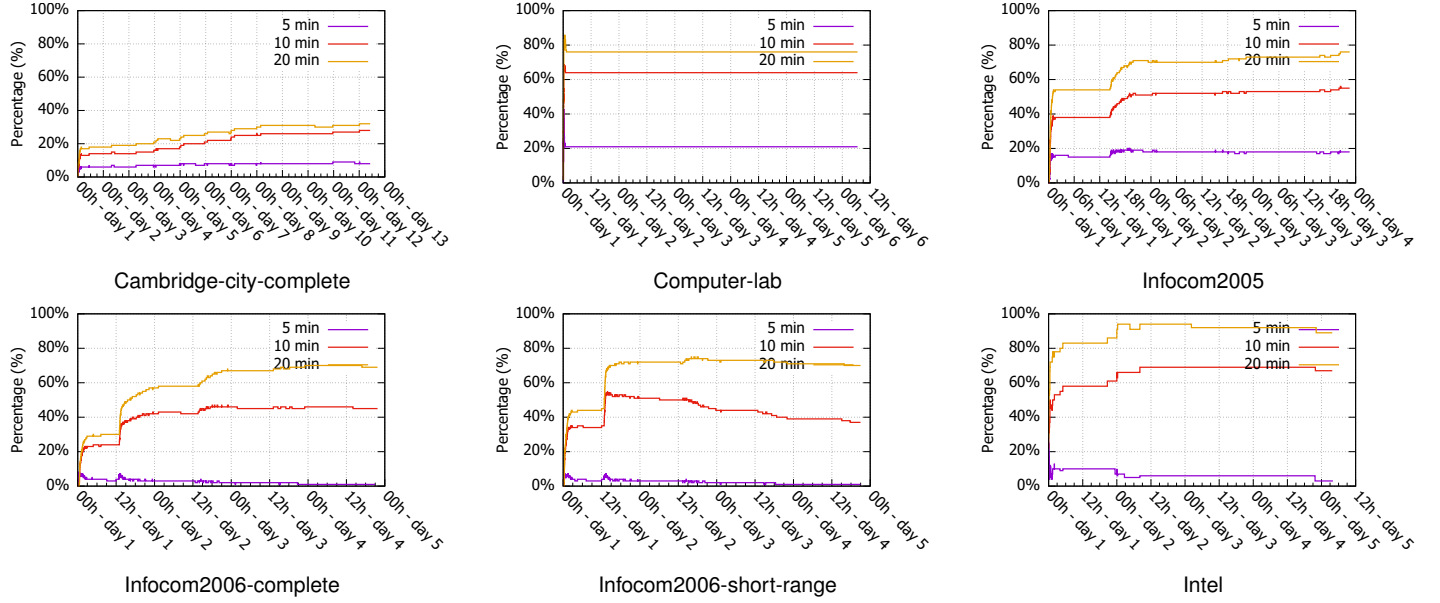 100%
80%
60%
40%
20%
0%
Percentage (%)
5 min
10 min
20 min
00h - day 1
00h - day 2
00h - day 3
00h - day 4
00h - day 5
00h - day 6
00h - day 7
00h - day 8
00h - day 9
00h - day 10
00h - day 11
00h - day 12
00h - day 13
Cambridge-city-complete
100%
80%
60%
40%
20%
0%
Percentage (%)
5 min
10 min
20 min
00h - day 1
12h - day 1
00h - day 2
12h - day 2
00h - day 3
12h - day 3
00h - day 4
12h - day 4
00h - day 5
12h - day 5
00h - day 6
12h - day 6
Computer-lab
100%
80%
60%
40%
20%
0%
Percentage (%)
5 min
10 min
20 min
00h - day 1
06h - day 1
12h - day 1
18h - day 1
00h - day 2
06h - day 2
12h - day 2
18h - day 2
00h - day 3
06h - day 3
12h - day 3
18h - day 3
00h - day 4
Infocom2005
100%
80%
60%
40%
20%
0%
Percentage (%)
5 min
10 min
20 min
00h - day 1
12h - day 1
00h - day 2
12h - day 2
00h - day 3
12h - day 3
00h - day 4
12h - day 4
00h - day 5
Infocom2006-complete
100%
80%
60%
40%
20%
0%
Percentage (%)
5 min
10 min
20 min
00h - day 1
12h - day 1
00h - day 2
12h - day 2
00h - day 3
12h - day 3
00h - day 4
12h - day 4
00h - day 5
Infocom2006-short-range
100%
80%
60%
40%
20%
0%
Percentage (%)
5 min
10 min
20 min
00h - day 1
12h - day 1
00h - day 2
12h - day 2
00h - day 3
12h - day 3
00h - day 4
12h - day 4
00h - day 5
12h - day 5
Intel